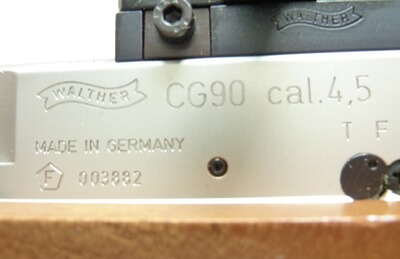 WALTHER
WALTHER CG90 cal.4,5
T F
MADE IN GERMANY
F 003882